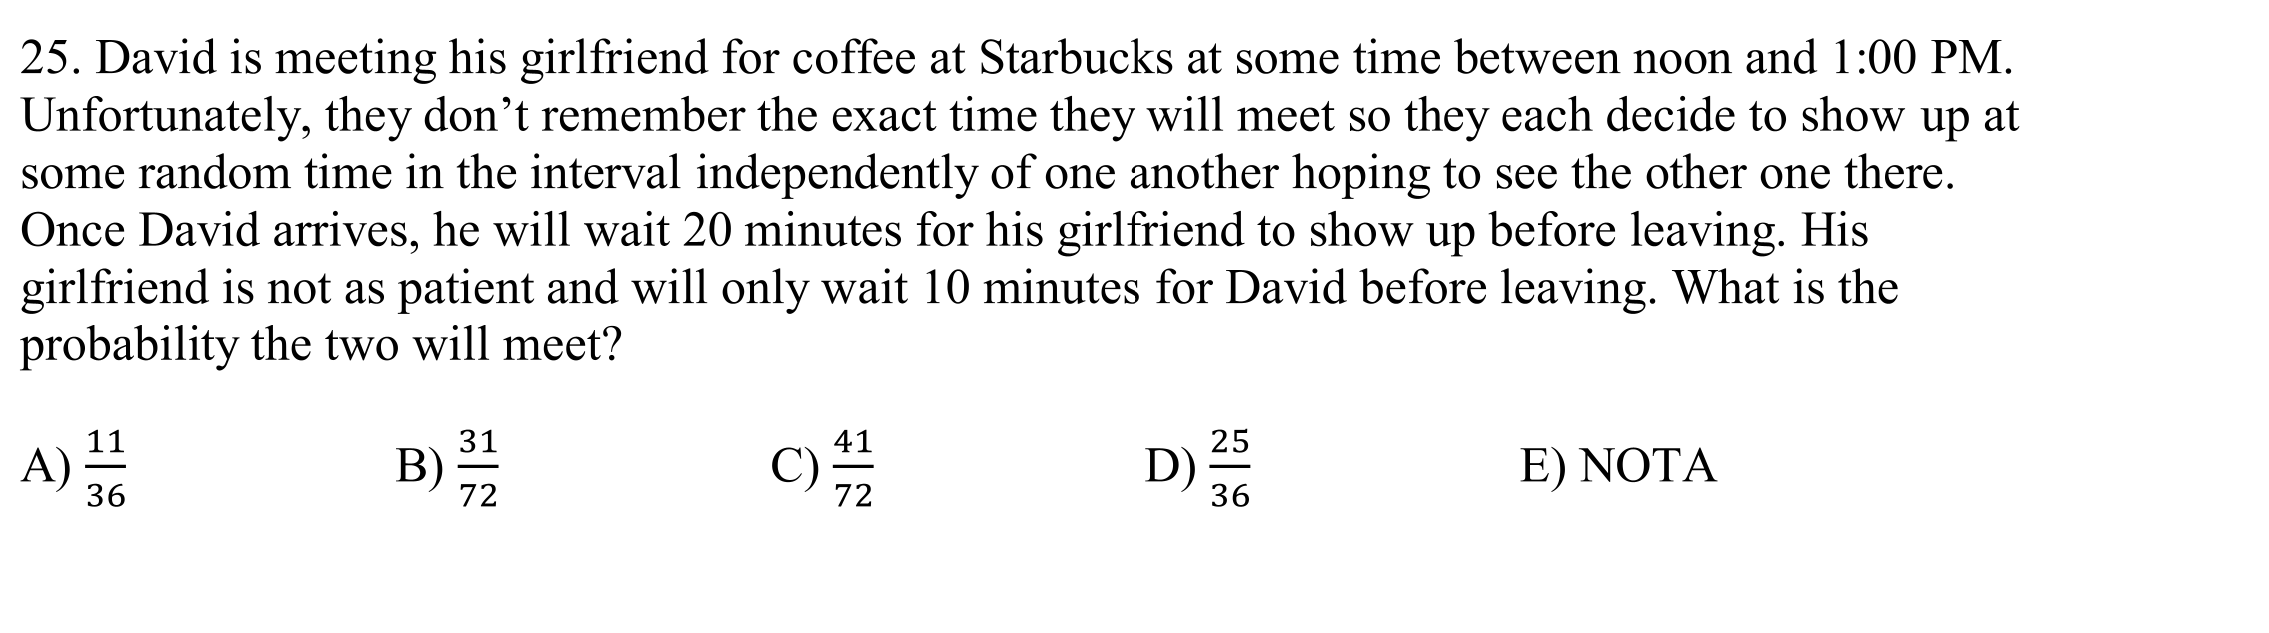 25. David is meeting his girlfriend for coffee at Starbucks at some time between noon and 1:00 PM.
Unfortunately, they don’t remember the exact time they will meet so they each decide to show up at
some random time in the interval independently of one another hoping to see the other one there.
Once David arrives, he will wait 20 minutes for his girlfriend to show up before leaving. His
girlfriend is not as patient and will only wait 10 minutes for David before leaving. What is the
probability the two will meet?
A) 11/36 B) 31/72 C) 41/72 D) 25/36 E) NOTA